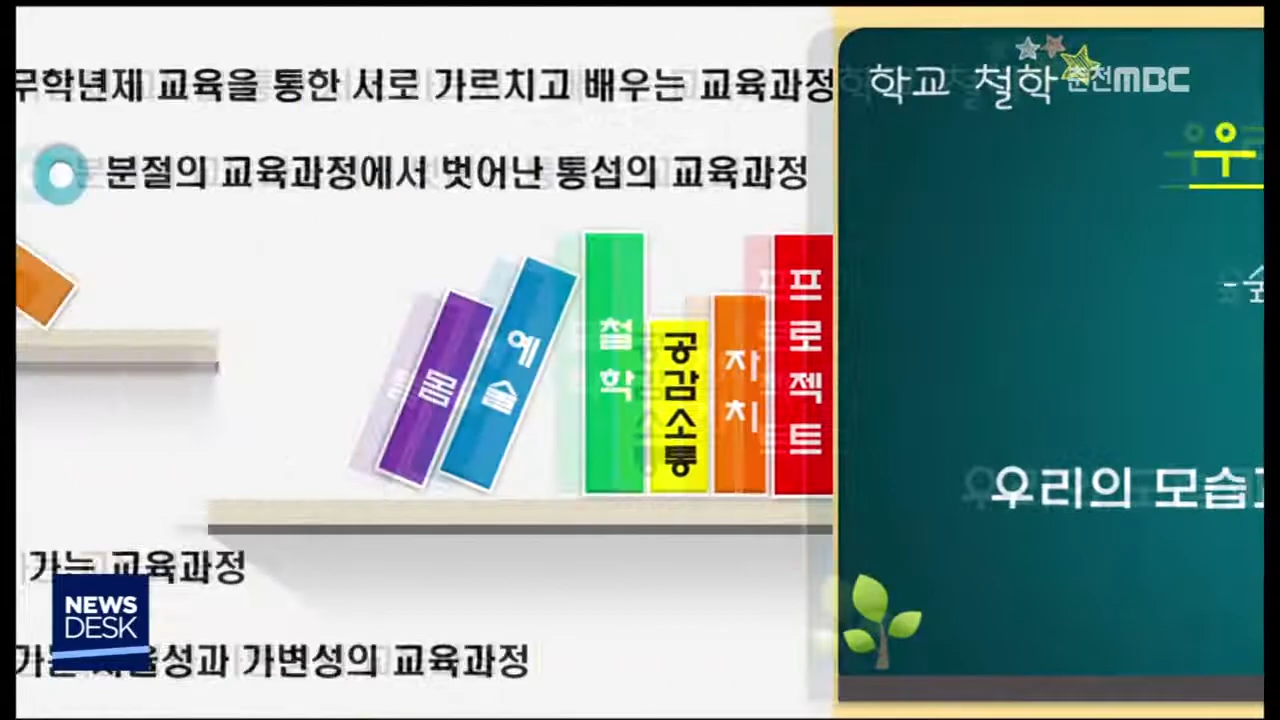 무학년제 교육을 통한 서로 가르치고 배우는 교육과정
분절의 교육과정에서 벗어난 통섭의 교육과정
몸
예술
철학
공감소통
자치
프로젝트
가는 교육과정
성과 가변성의 교육과정
NEWS
DESK
학교 철학
춘천MBC
우리의 모습